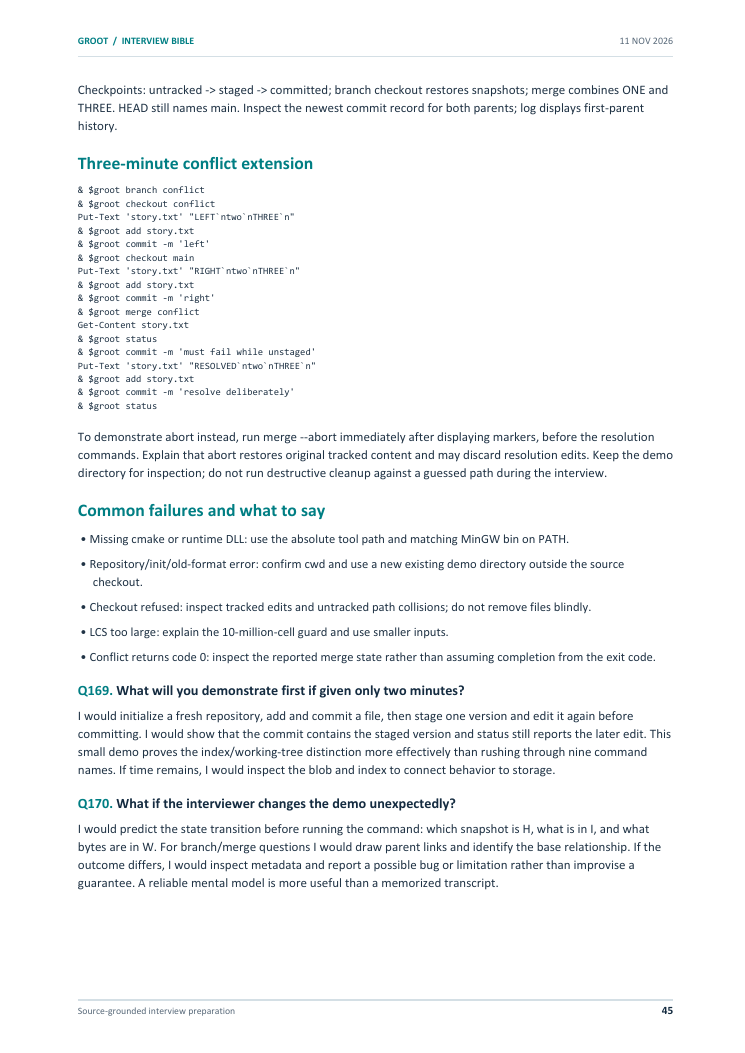 GROOT / INTERVIEW BIBLE
11 NOV 2026
Checkpoints: untracked -> staged -> committed; branch checkout restores snapshots; merge combines ONE and
THREE. HEAD still names main. Inspect the newest commit record for both parents; log displays first-parent
history.
Three-minute conflict extension
& $groot branch conflict
& $groot checkout conflict
Put-Text 'story.txt' "LEFT`ntwo`nTHREE`n"
& $groot add story.txt
& $groot commit -m 'left'
& $groot checkout main
Put-Text 'story.txt' "RIGHT`ntwo`nTHREE`n"
& $groot add story.txt
& $groot commit -m 'right'
& $groot merge conflict
Get-Content story.txt
& $groot status
& $groot commit -m 'must fail while unstaged'
Put-Text 'story.txt' "RESOLVED`ntwo`nTHREE`n"
& $groot add story.txt
& $groot commit -m 'resolve deliberately'
& $groot status
To demonstrate abort instead, run merge --abort immediately after displaying markers, before the resolution
commands. Explain that abort restores original tracked content and may discard resolution edits. Keep the demo
directory for inspection; do not run destructive cleanup against a guessed path during the interview.
Common failures and what to say
• Missing cmake or runtime DLL: use the absolute tool path and matching MinGW bin on PATH.
• Repository/init/old-format error: confirm cwd and use a new existing demo directory outside the source
checkout.
• Checkout refused: inspect tracked edits and untracked path collisions; do not remove files blindly.
• LCS too large: explain the 10-million-cell guard and use smaller inputs.
• Conflict returns code 0: inspect the reported merge state rather than assuming completion from the exit code.
Q169. What will you demonstrate first if given only two minutes?
I would initialize a fresh repository, add and commit a file, then stage one version and edit it again before
committing. I would show that the commit contains the staged version and status still reports the later edit. This
small demo proves the index/working-tree distinction more effectively than rushing through nine command
names. If time remains, I would inspect the blob and index to connect behavior to storage.
Q170. What if the interviewer changes the demo unexpectedly?
I would predict the state transition before running the command: which snapshot is H, what is in I, and what
bytes are in W. For branch/merge questions I would draw parent links and identify the base relationship. If the
outcome differs, I would inspect metadata and report a possible bug or limitation rather than improvise a
guarantee. A reliable mental model is more useful than a memorized transcript.
Source-grounded interview preparation
45